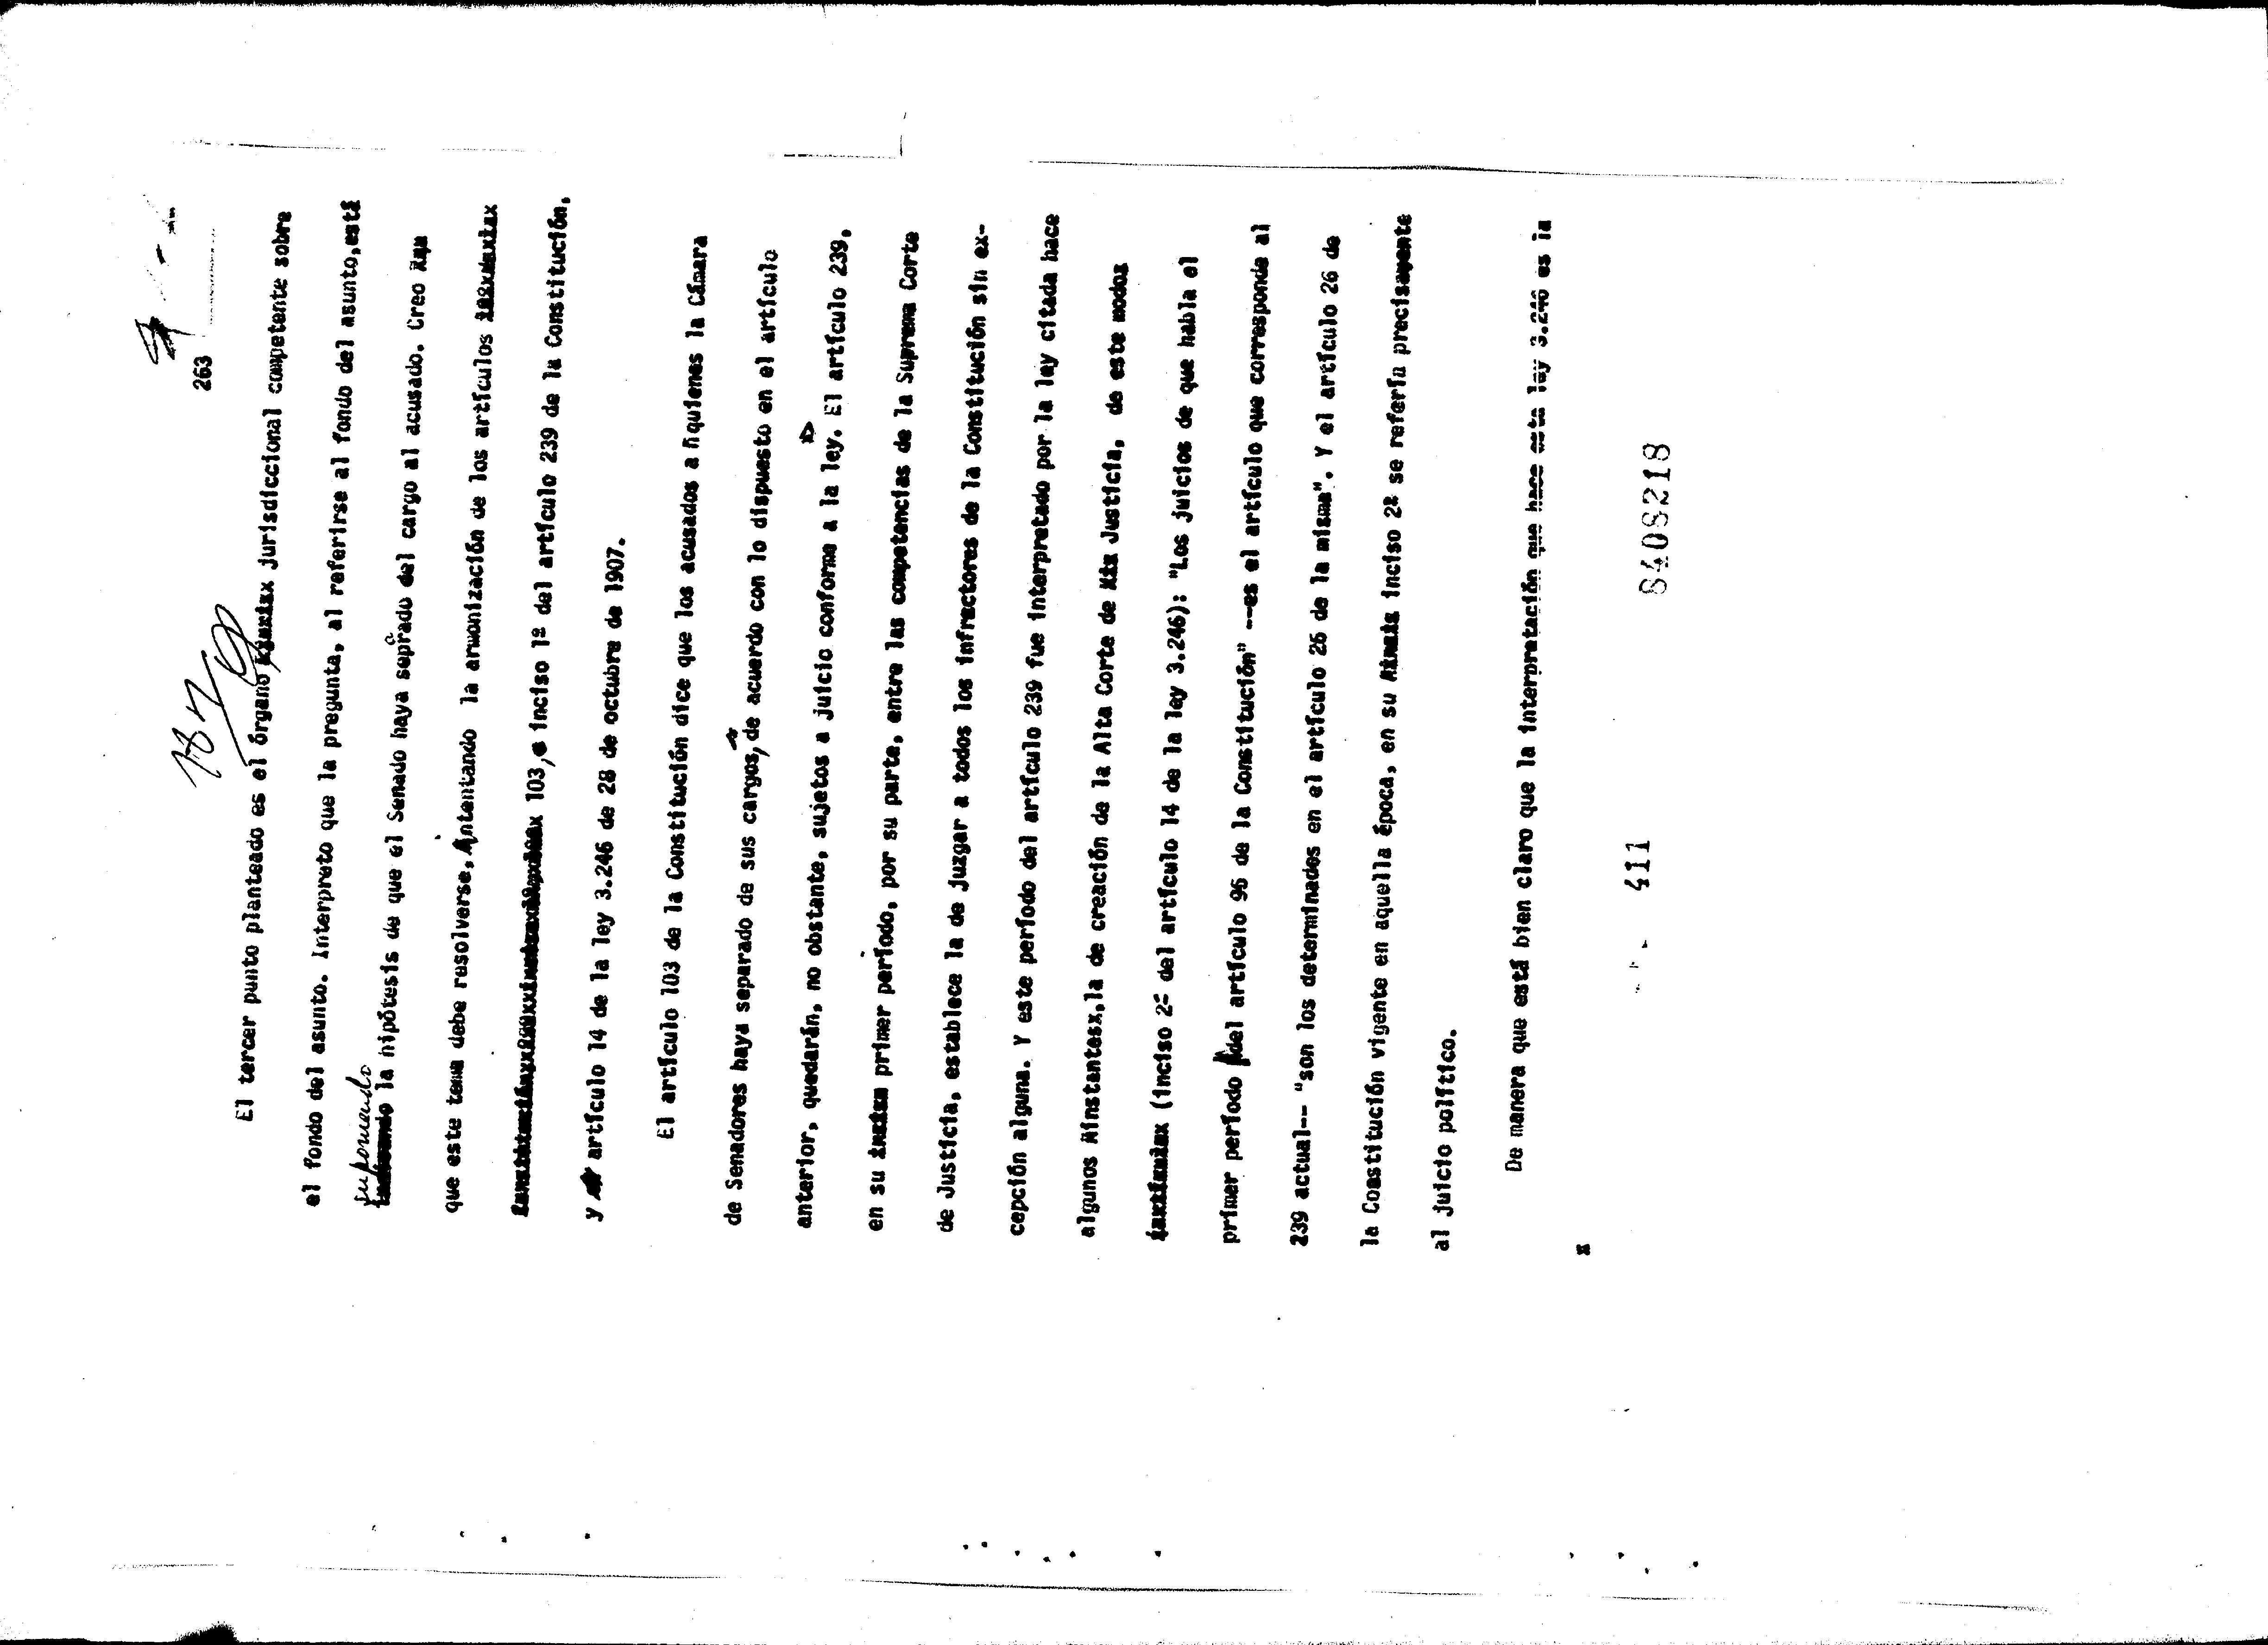 263
El tercer punto planteado es el órgano jurisdiccional competente sobre
el fondo del asunto. Interpreto que la pregunta, al referirse al fondo del asunto,está
suponiendo
la hipótesis de que el Senado haya seprado del cargo al acusado. Creo
que este tema debe resolverse, intentando la armonización de los artículos
103, inciso 1º del artículo 239 de la Constitución,
y artículo 14 de la ley 3.246 de 28 de octubre de 1907.
El artículo 103 de la Constitución dice que los acusados a quienes la Cámara
de Senadores haya separado de sus cargos, de acuerdo con lo dispuesto en el artículo
anterior, quedarán, no obstante, sujetos a juicio conforme a la ley. El artículo 239,
en su primer período, por su parte, entre las competencias de la Suprema Corte
de Justicia, establece la de juzgar a todos los infractores de la Constitución sin ex-
cepción alguna. Y este período del artículo 239 fue interpretado por la ley citada hace
algunos instantes,la de creación de la Alta Corte de Justicia, de este modo:
(inciso 2º del artículo 14 de la ley 3.246): "Los juicios de que habla el
primer período del artículo 96 de la Constitución" --es el artículo que corresponde al
239 actual-- "son los determinados en el artículo 26 de la misma". Y el artículo 26 de
la Constitución vigente en aquella época, en su inciso 2º se refería precisamente
al juicio político.
De manera que está bien claro que la interpretación que hace esta ley 3.246 es la
x
411
8408218